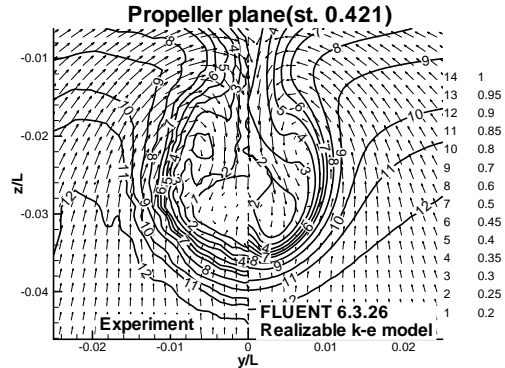 Propeller plane(st. 0.421)
z/L
-0.01
-0.02
-0.03
-0.04
14 1
13 0.95
12 0.9
11 0.85
10 0.8
9 0.7
8 0.6
7 0.5
6 0.45
5 0.4
4 0.35
3 0.3
2 0.25
1 0.2
Experiment
FLUENT 6.3.26
Realizable k-e model
-0.02 -0.01 0 0.01 0.02
y/L